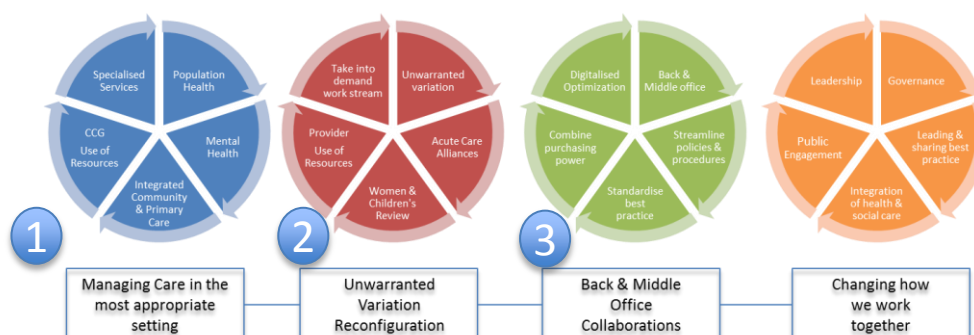 Specialised
Services
Population
Health
Mental
Health
Integrated
Community
& Primary
Care
CCG
Use of
Resources
1
Take into
demand
work stream
Unwarranted
variation
Acute Care
Alliances
Women &
Children's
Review
Provider
Use of
Resources
2
Digitalised
Optimization
Back &
Middle office
Streamline
policies &
procedures
Standardise
best
practice
Combine
purchasing
power
3
Leadership
Governance
Leading &
sharing best
practice
Integration
of health &
social care
Public
Engagement
Managing Care in the
most appropriate
setting
Unwarranted
Variation
Reconfiguration
Back & Middle
Office
Collaborations
Changing how
we work
together